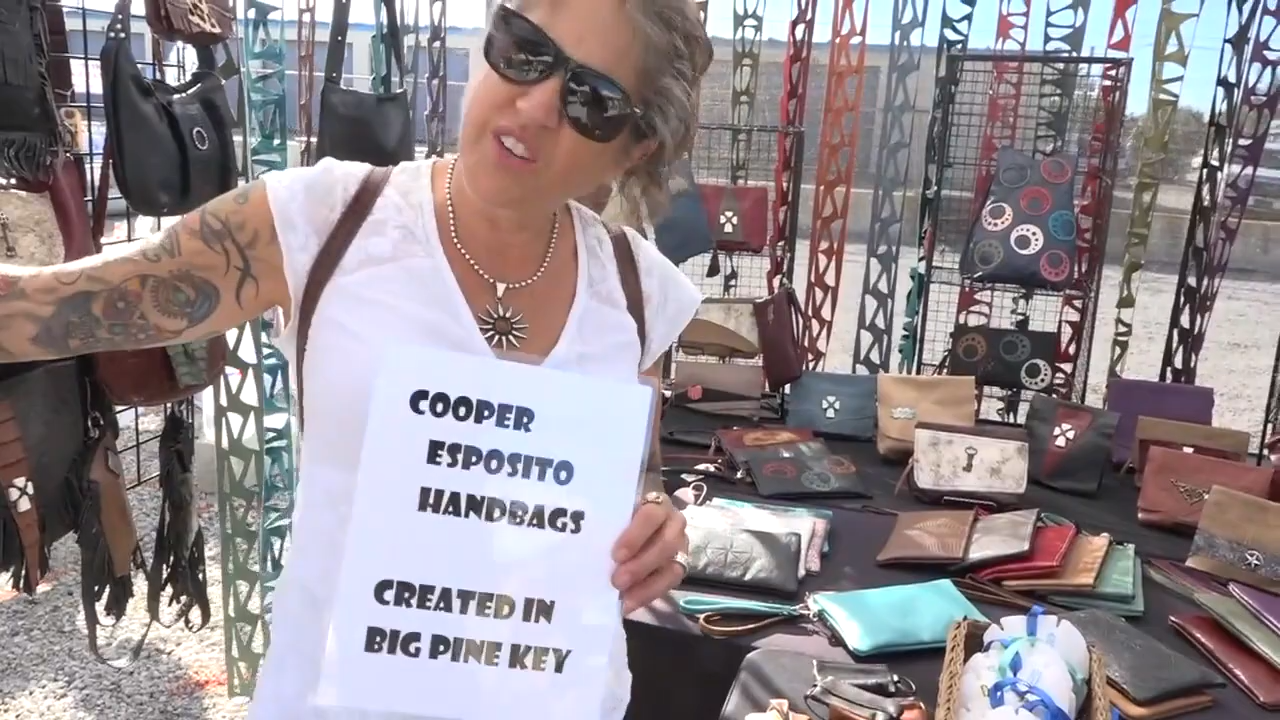 COOPER
ESPOSITO
HANDBAGS
CREATED IN
BIG PINE KEY